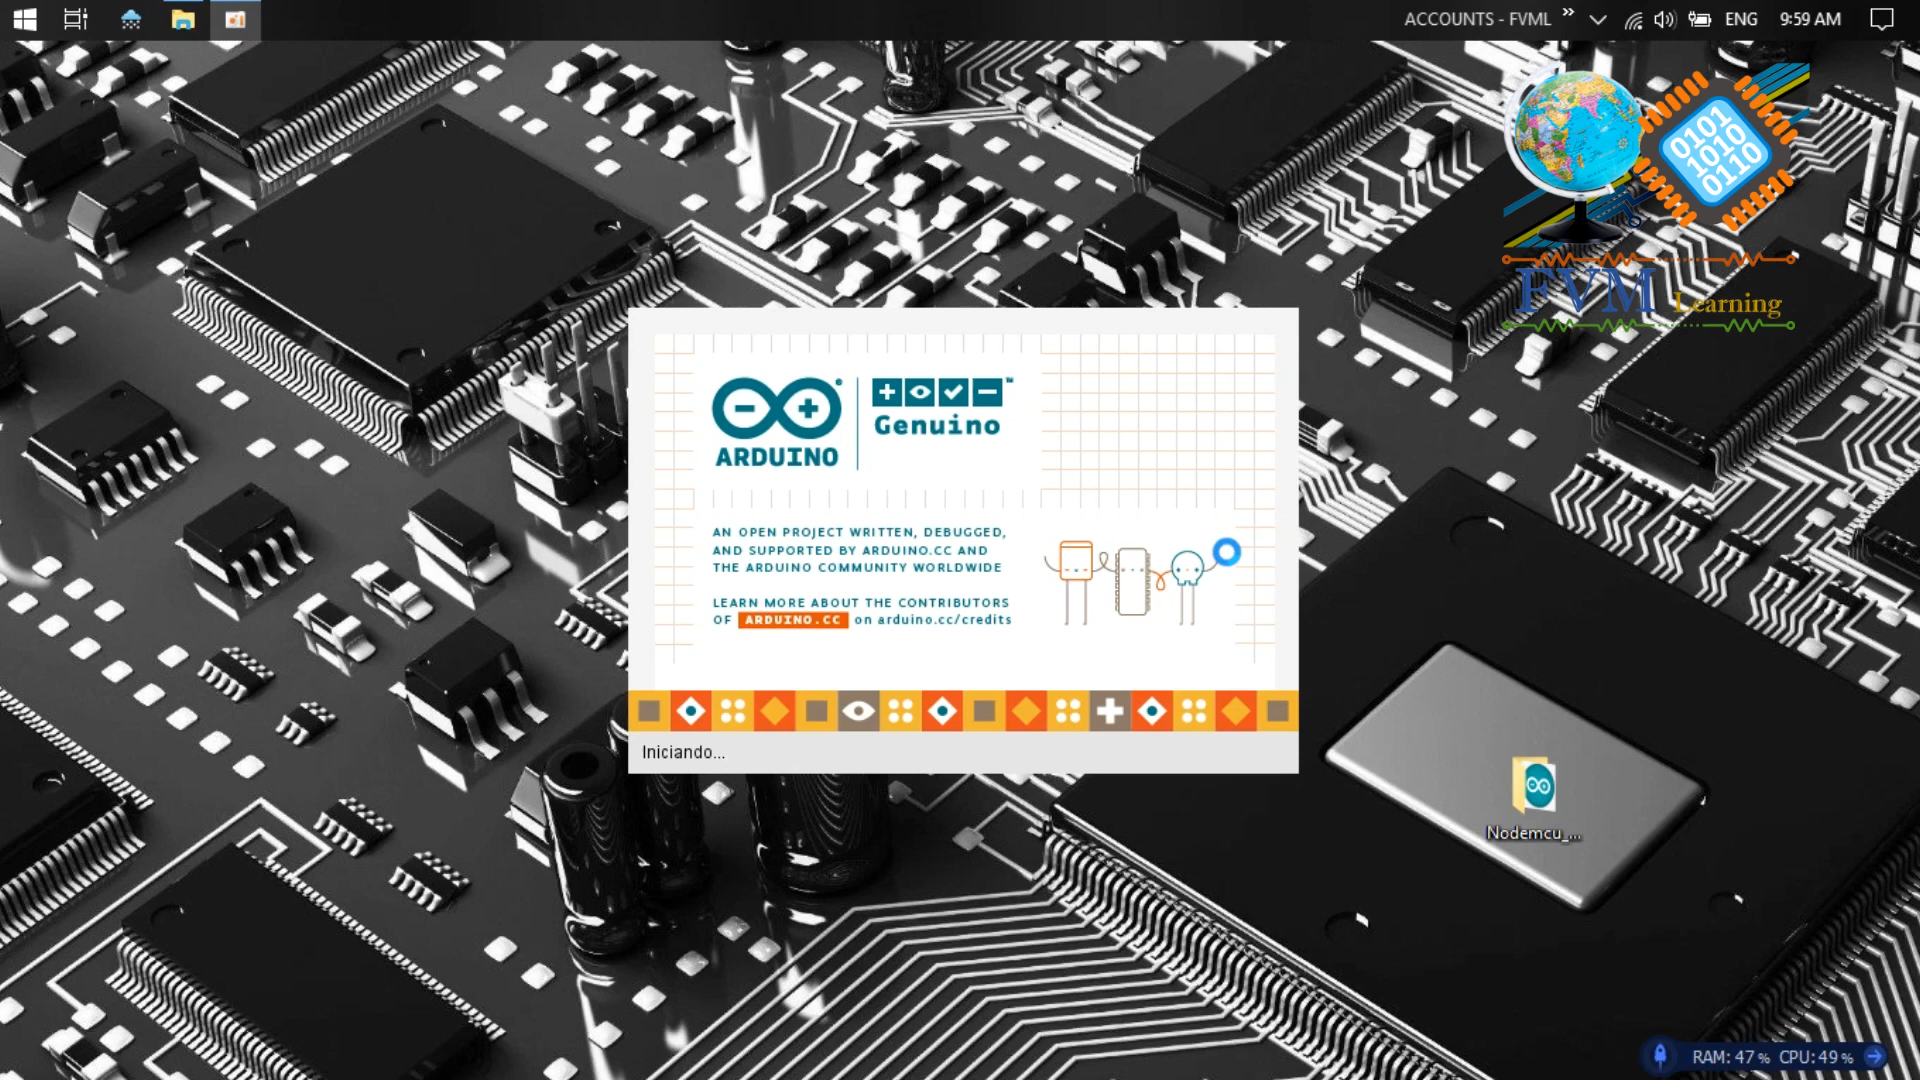 ACCOUNTS - FVML
ENG
9:59 AM
0101
1010
0110
FVM Learning
ARDUINO
Genuino
AN OPEN PROJECT WRITTEN, DEBUGGED,
AND SUPPORTED BY ARDUINO.CC AND
THE ARDUINO COMMUNITY WORLDWIDE
LEARN MORE ABOUT THE CONTRIBUTORS
OF ARDUINO.CC on arduino.cc/credits
Iniciando...
Nodemcu_...
RAM: 47% CPU: 49%